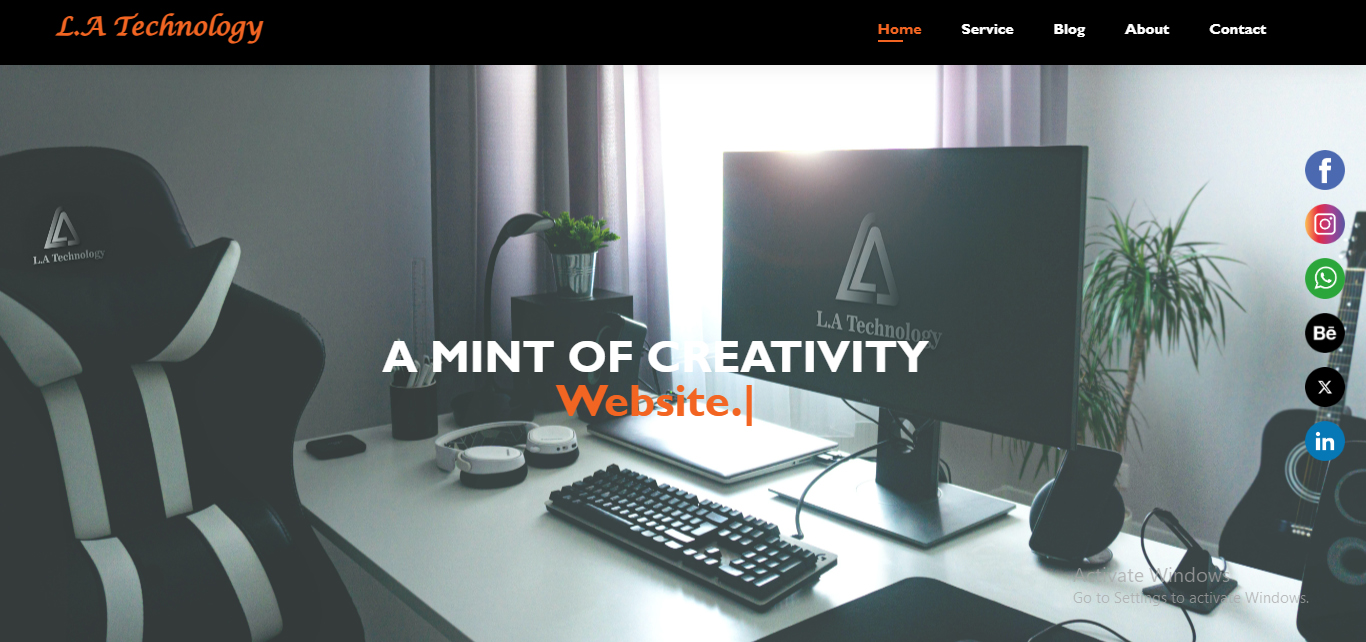 L.A Technology
Home Service Blog About Contact
L.A Technology
L.A Technology
A MINT OF CREATIVITY
Website.|
Bē
X
in
Activate Windows
Go to Settings to activate Windows.